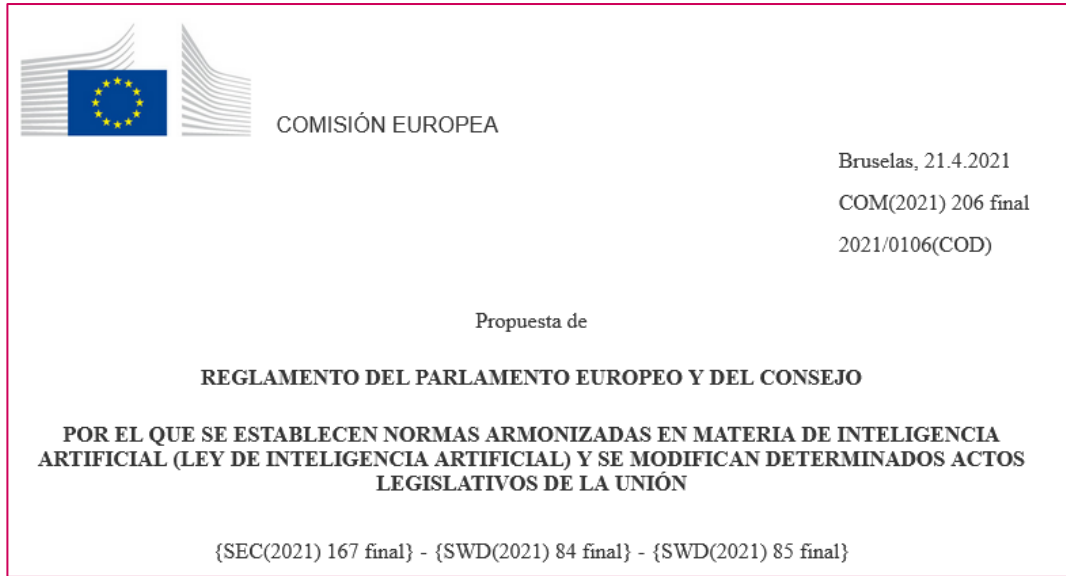 COMISIÓN EUROPEA
Bruselas, 21.4.2021
COM(2021) 206 final
2021/0106(COD)
Propuesta de
REGLAMENTO DEL PARLAMENTO EUROPEO Y DEL CONSEJO
POR EL QUE SE ESTABLECEN NORMAS ARMONIZADAS EN MATERIA DE INTELIGENCIA
ARTIFICIAL (LEY DE INTELIGENCIA ARTIFICIAL) Y SE MODIFICAN DETERMINADOS ACTOS
LEGISLATIVOS DE LA UNIÓN
{SEC(2021) 167 final} - {SWD(2021) 84 final} - {SWD(2021) 85 final}